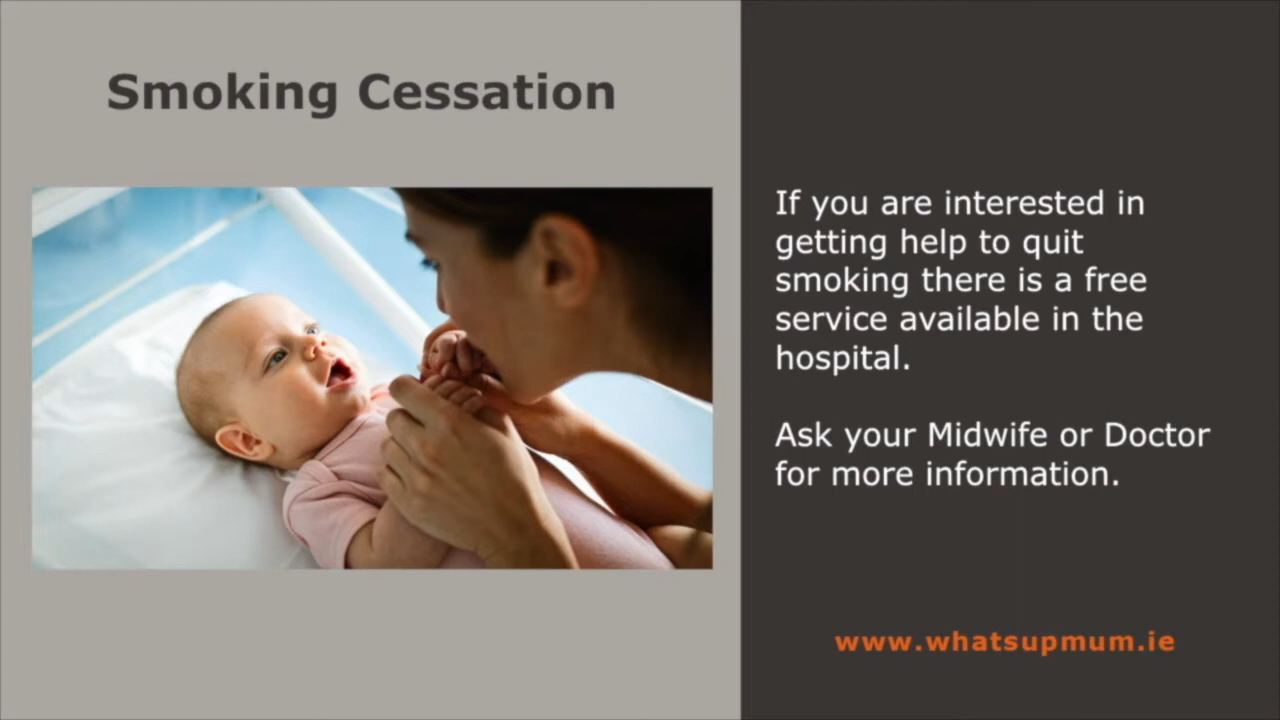 Smoking Cessation
If you are interested in
getting help to quit
smoking there is a free
service available in the
hospital.
Ask your Midwife or Doctor
for more information.
www.whatsupmum.ie